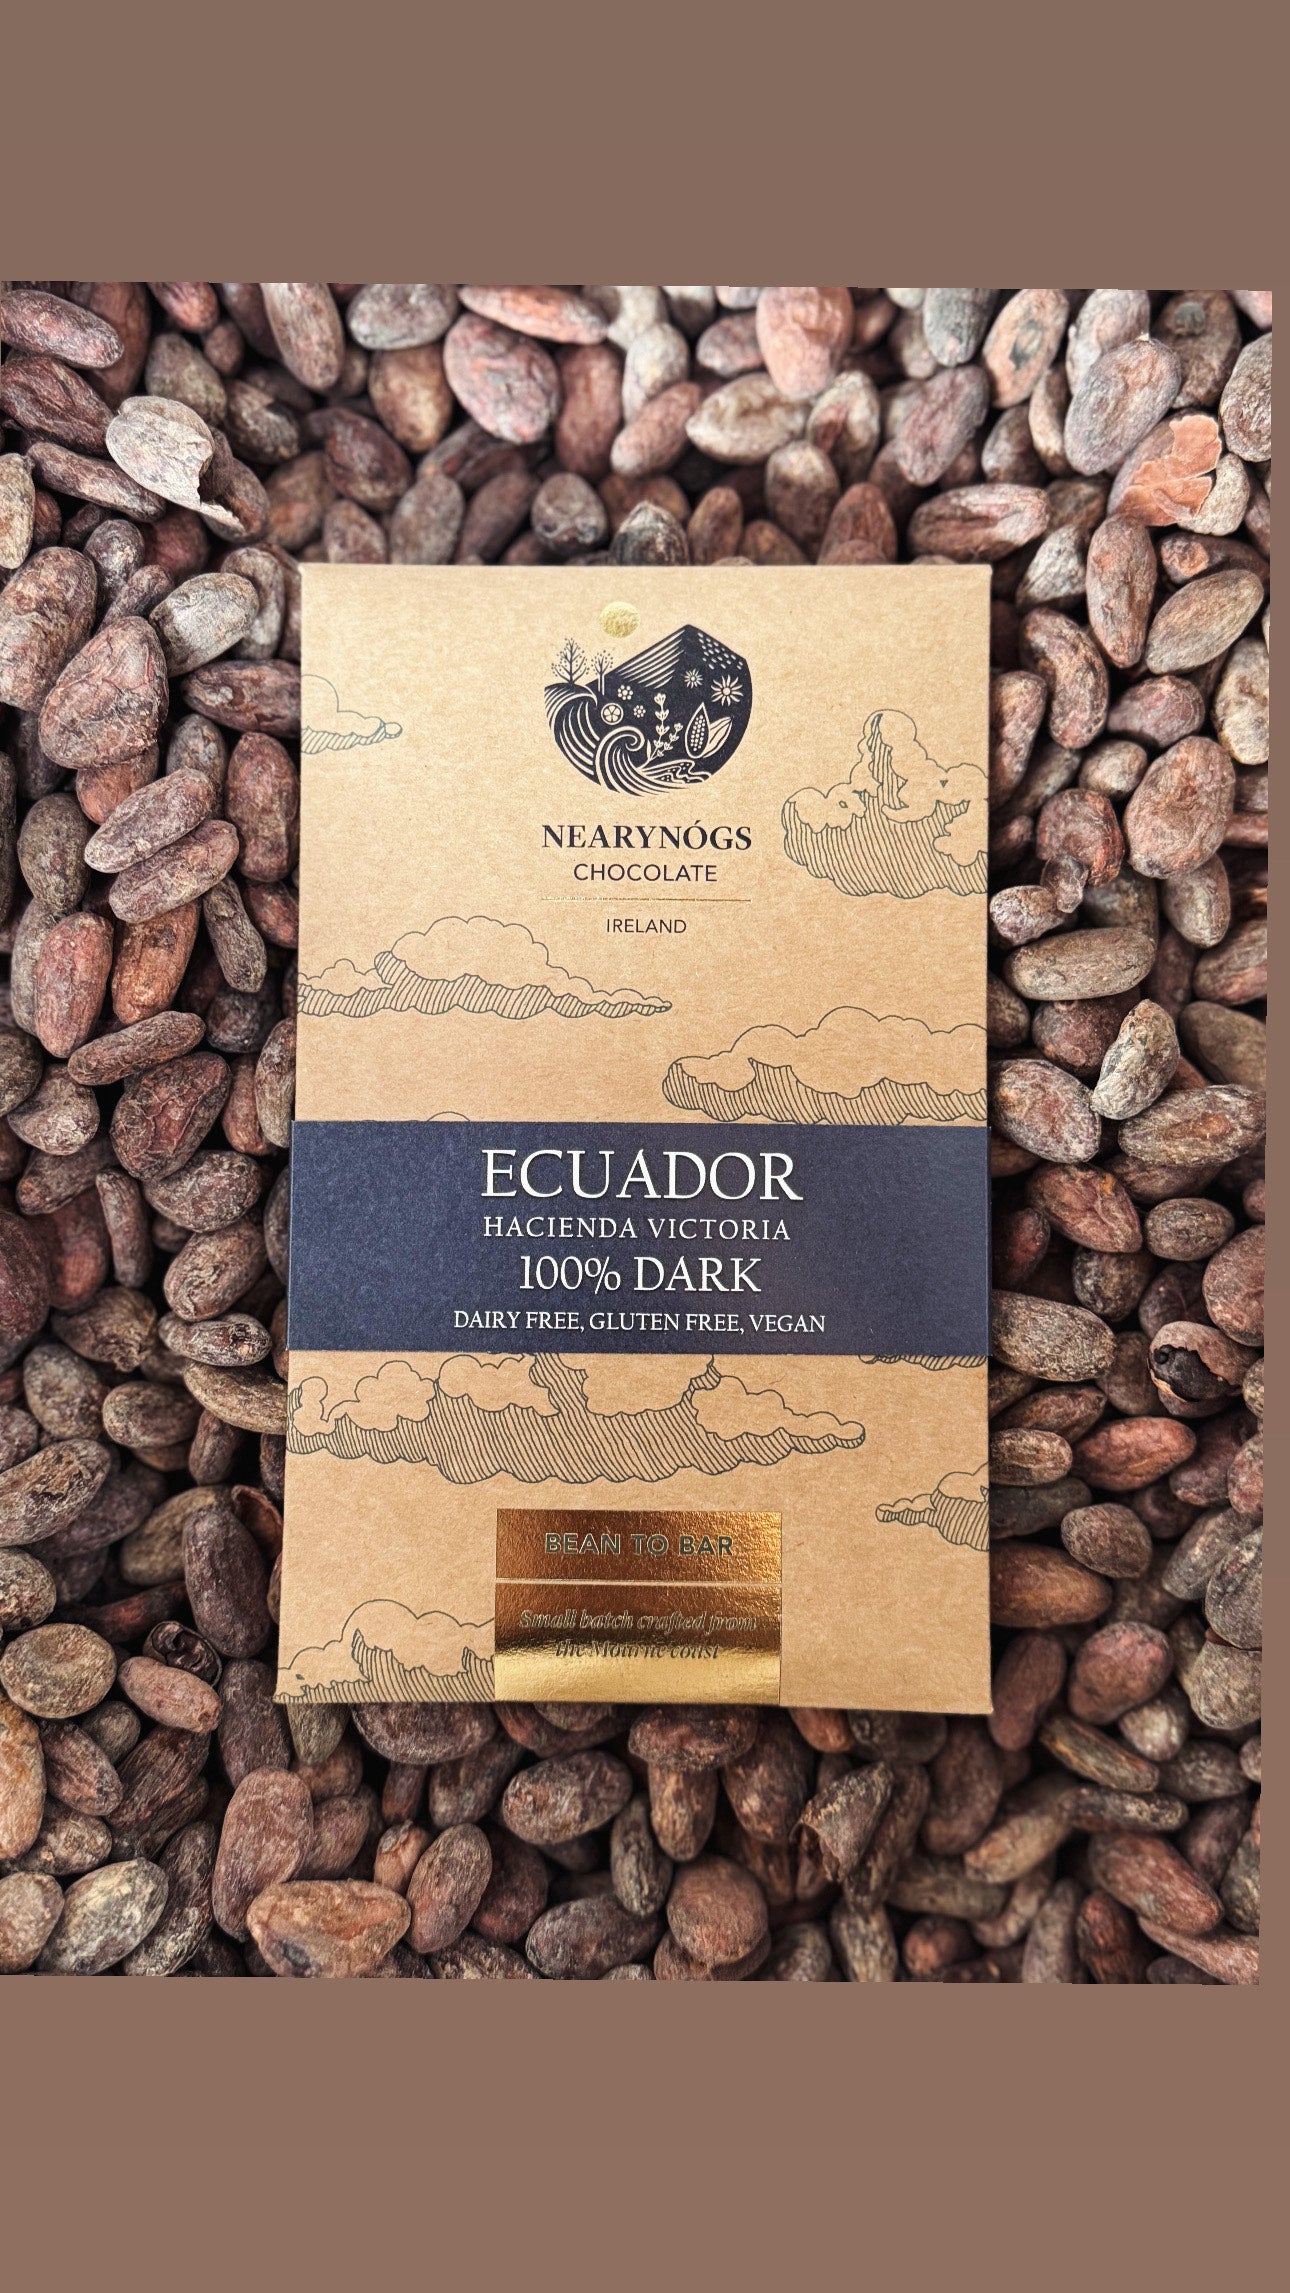 NEARYNÓGS
CHOCOLATE
IRELAND
ECUADOR
HACIENDA VICTORIA
100% DARK
DAIRY FREE, GLUTEN FREE, VEGAN
BEAN TO BAR
Small batch crafted from
the Mourne coast